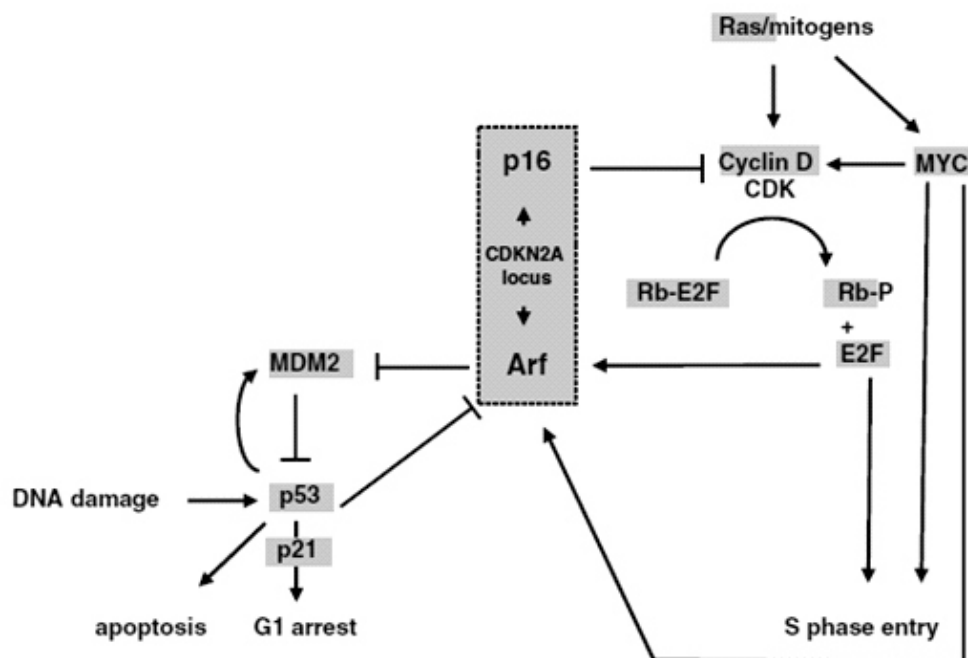 Ras/mitogens
p16
Cyclin D
CDK
MYC
CDKN2A
locus
Rb-E2F
Rb-P
+
E2F
MDM2
Arf
DNA damage
p53
p21
apoptosis
G1 arrest
S phase entry